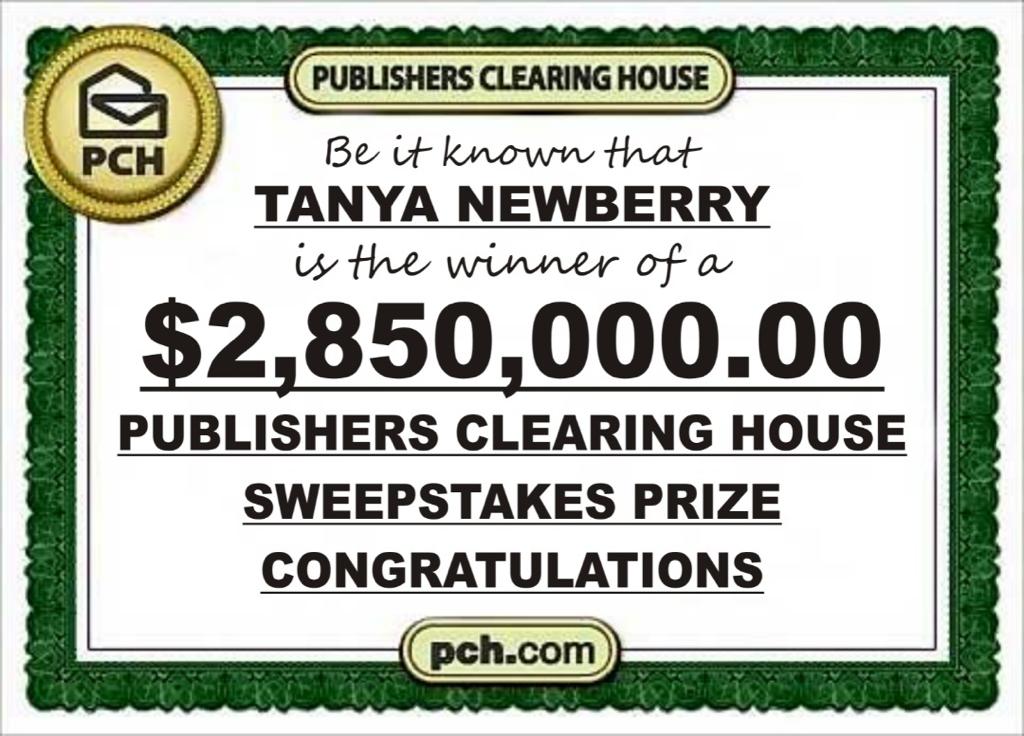 PUBLISHERS CLEARING HOUSE
PCH
Be it known that
TANYA NEWBERRY
is the winner of a
$2,850,000.00
PUBLISHERS CLEARING HOUSE
SWEEPSTAKES PRIZE
CONGRATULATIONS
pch.com